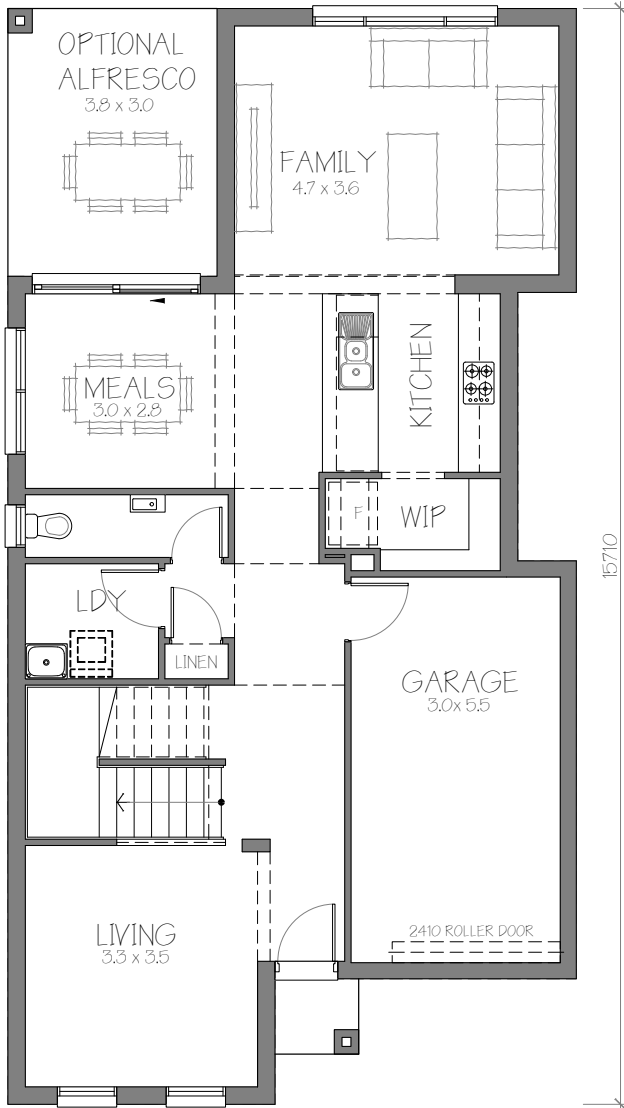 OPTIONAL
ALFRESCO
3.8 x 3.0
FAMILY
4.7 x 3.6
MEALS
3.0 x 2.8
KITCHEN
F
WIP
15710
LDY
LINEN
GARAGE
3.0x 5.5
LIVING
3.3 x 3.5
2410 ROLLER DOOR